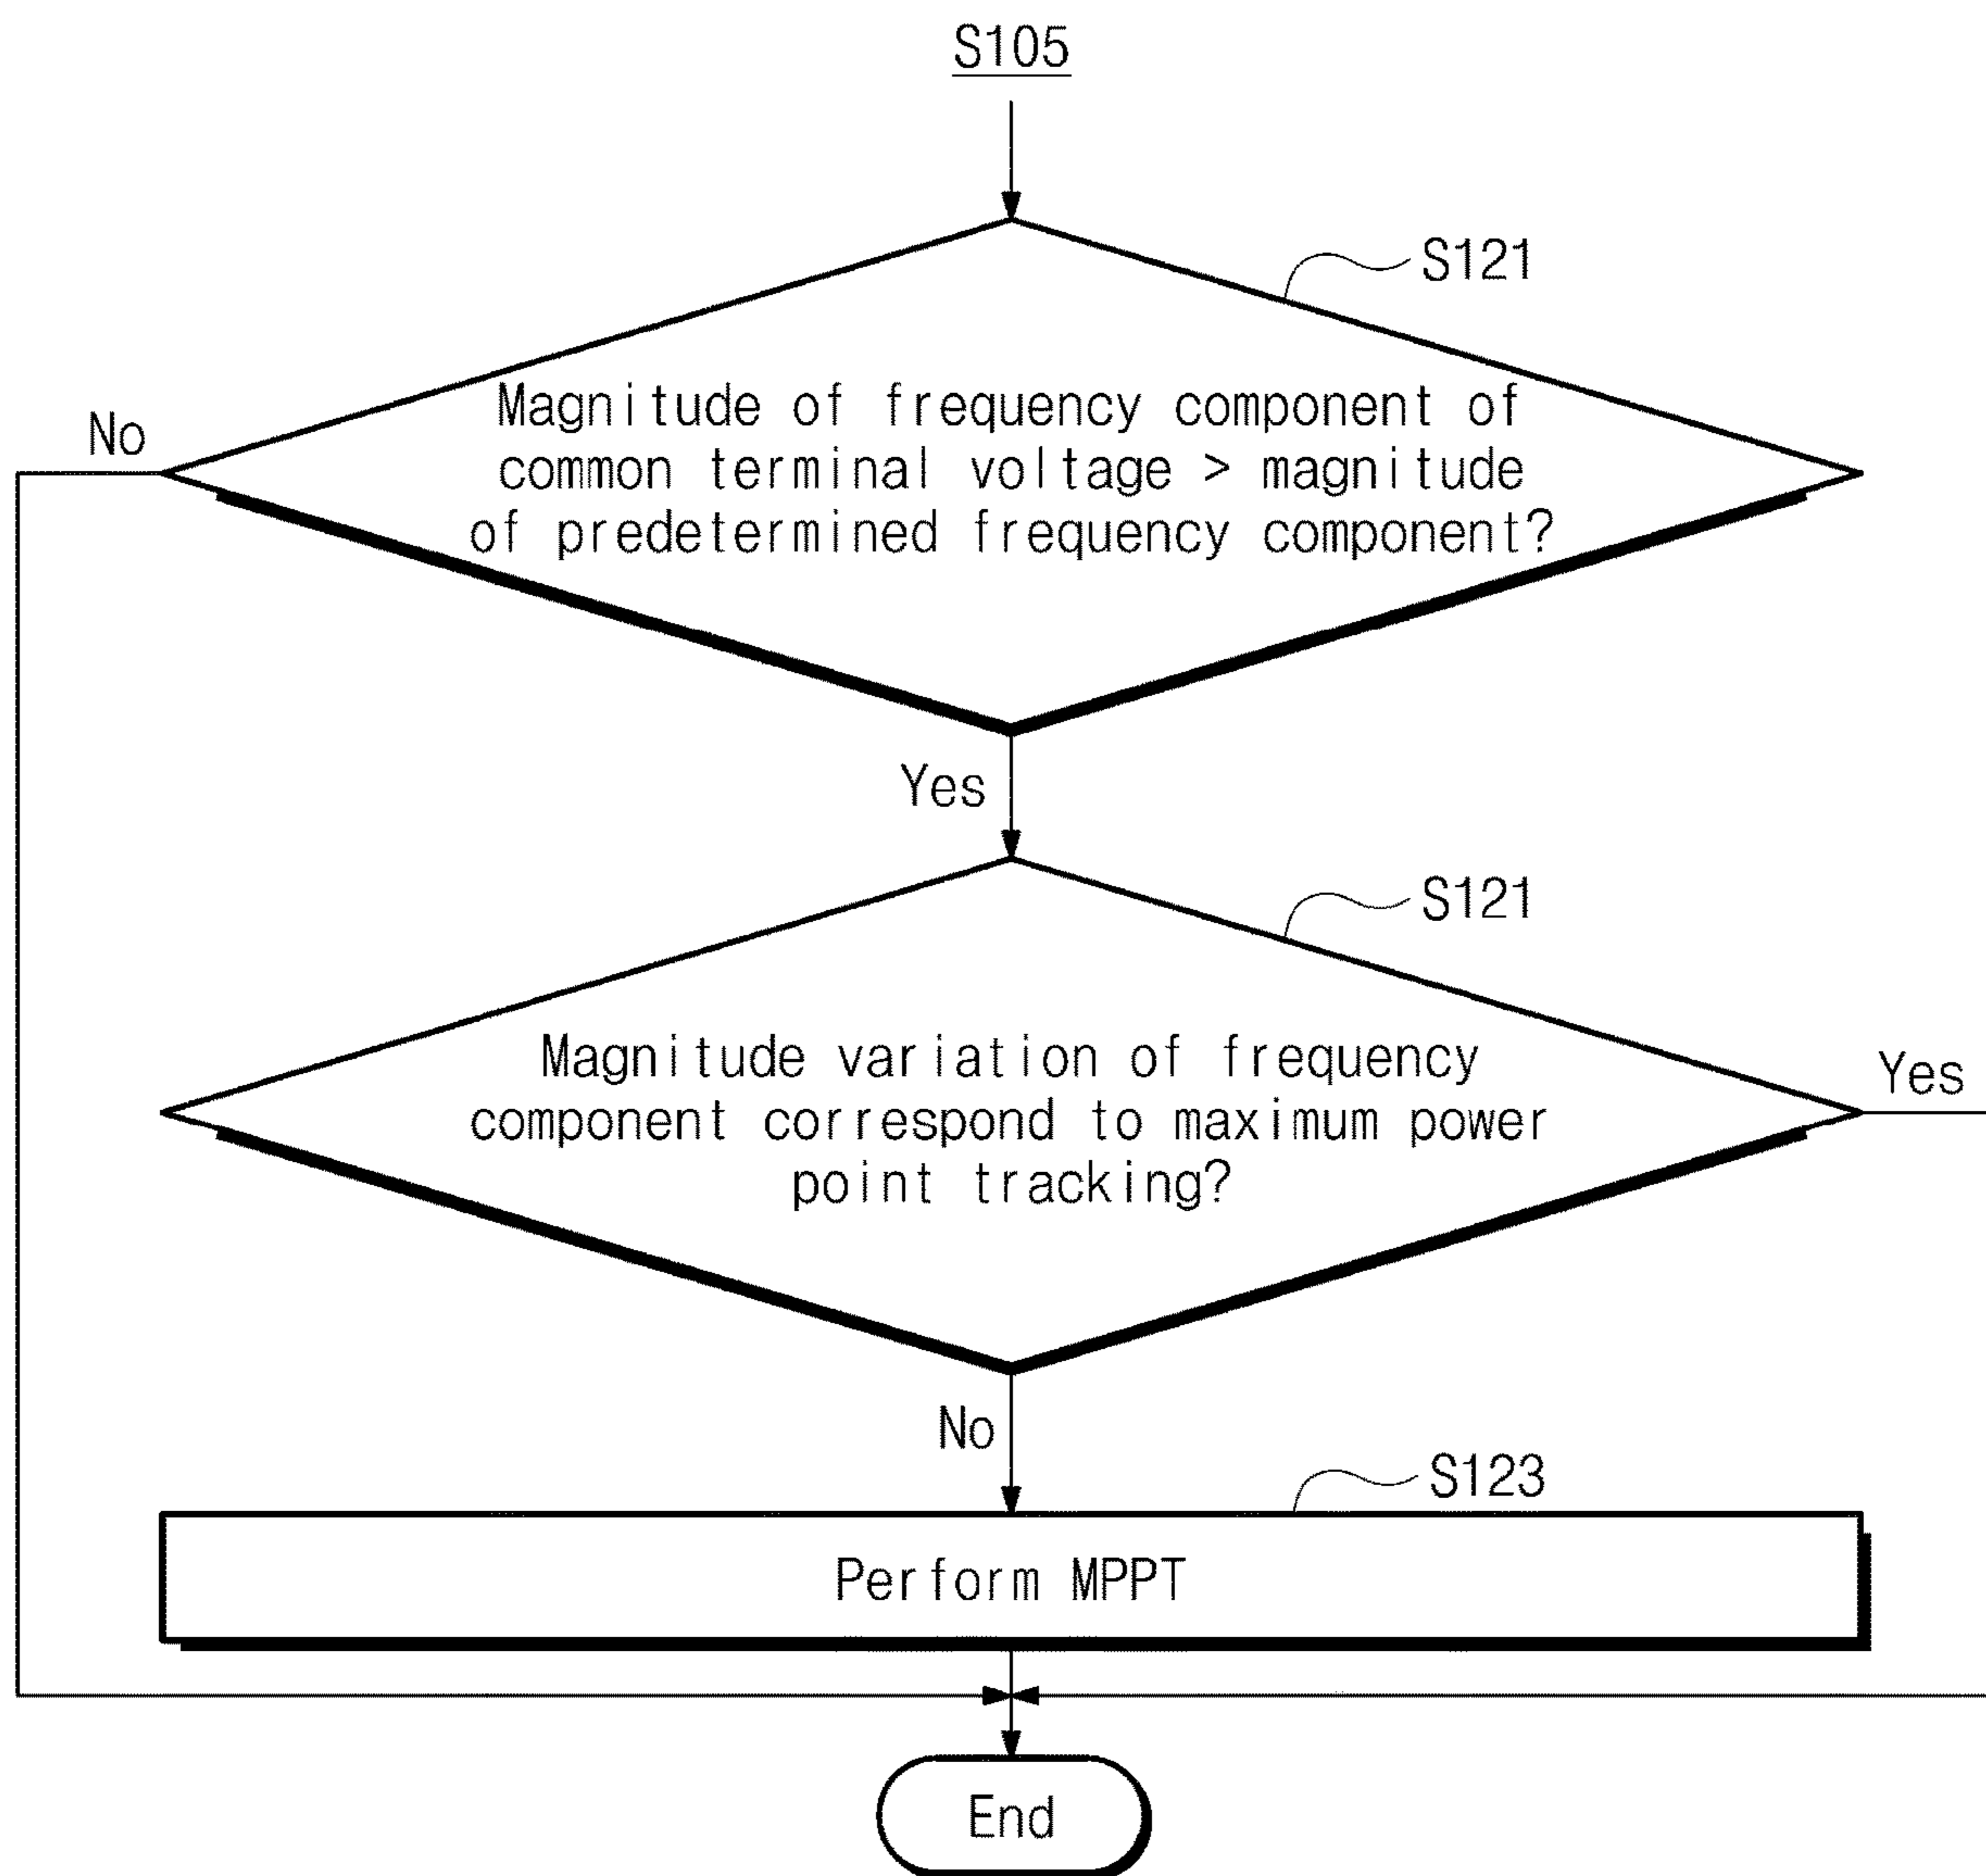 S105
S121
Magnitude of frequency component of
common terminal voltage > magnitude
of predetermined frequency component?
No
Yes
S121
Magnitude variation of frequency
component correspond to maximum power
point tracking?
Yes
No
S123
Perform MPPT
End